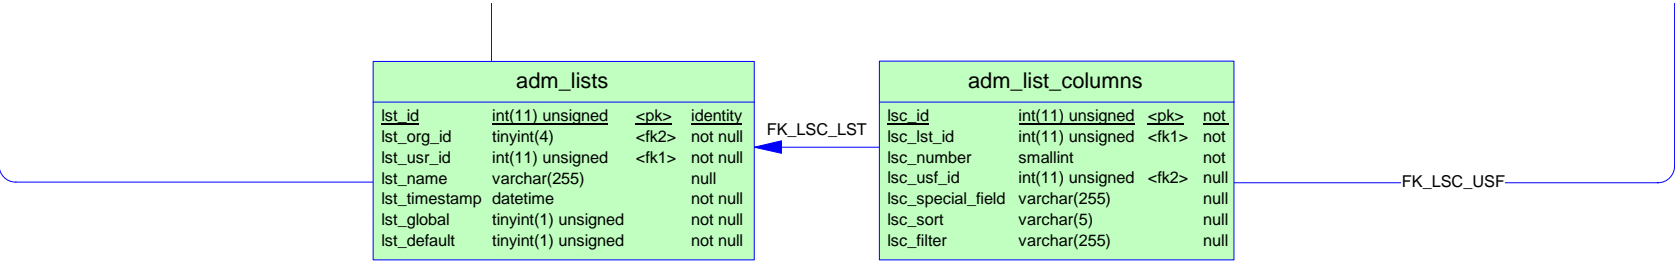 adm_lists
lst_id int(11) unsigned <pk> identity
lst_org_id tinyint(4) <fk2> not null
lst_usr_id int(11) unsigned <fk1> not null
lst_name varchar(255) null
lst_timestamp datetime not null
lst_global tinyint(1) unsigned not null
lst_default tinyint(1) unsigned not null
FK_LSC_LST
adm_list_columns
lsc_id int(11) unsigned <pk> not
lsc_lst_id int(11) unsigned <fk1> not
lsc_number smallint not
lsc_usf_id int(11) unsigned <fk2> null
lsc_special_field varchar(255) null
lsc_sort varchar(5) null
lsc_filter varchar(255) null
FK_LSC_USF